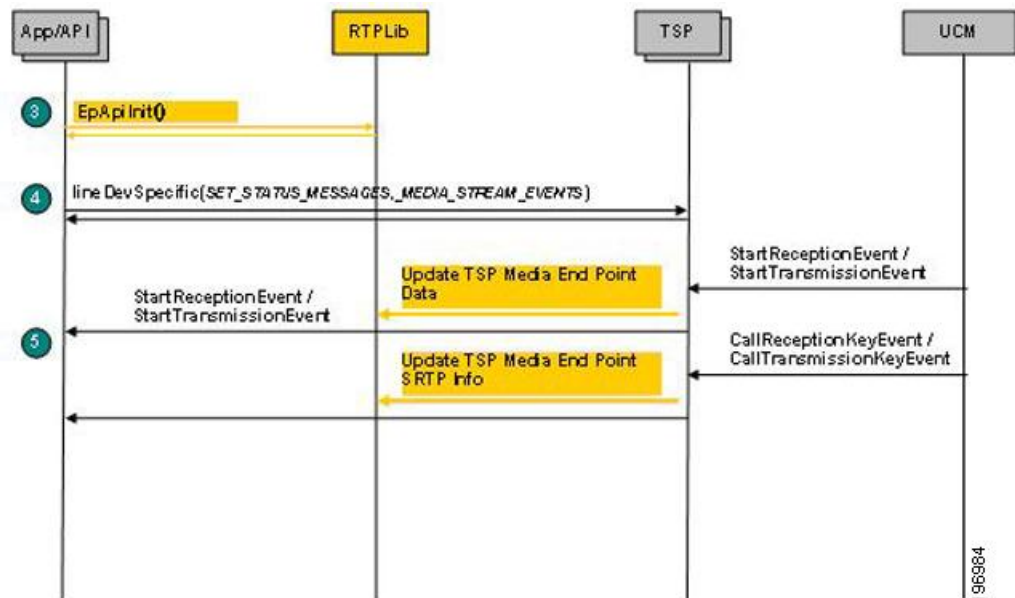 App/API
RTPLib
TSP
UCM
3
EpApiInit()
4
lineDevSpecific(SET_STATUS_MESSAGES,_MEDIA_STREAM_EVENTS)
StartReceptionEvent /
StartTransmissionEvent
Update TSP Media End Point
Data
StartReceptionEvent /
StartTransmissionEvent
5
CallReceptionKeyEvent /
CallTransmissionKeyEvent
Update TSP Media End Point
SRTP Info
96984